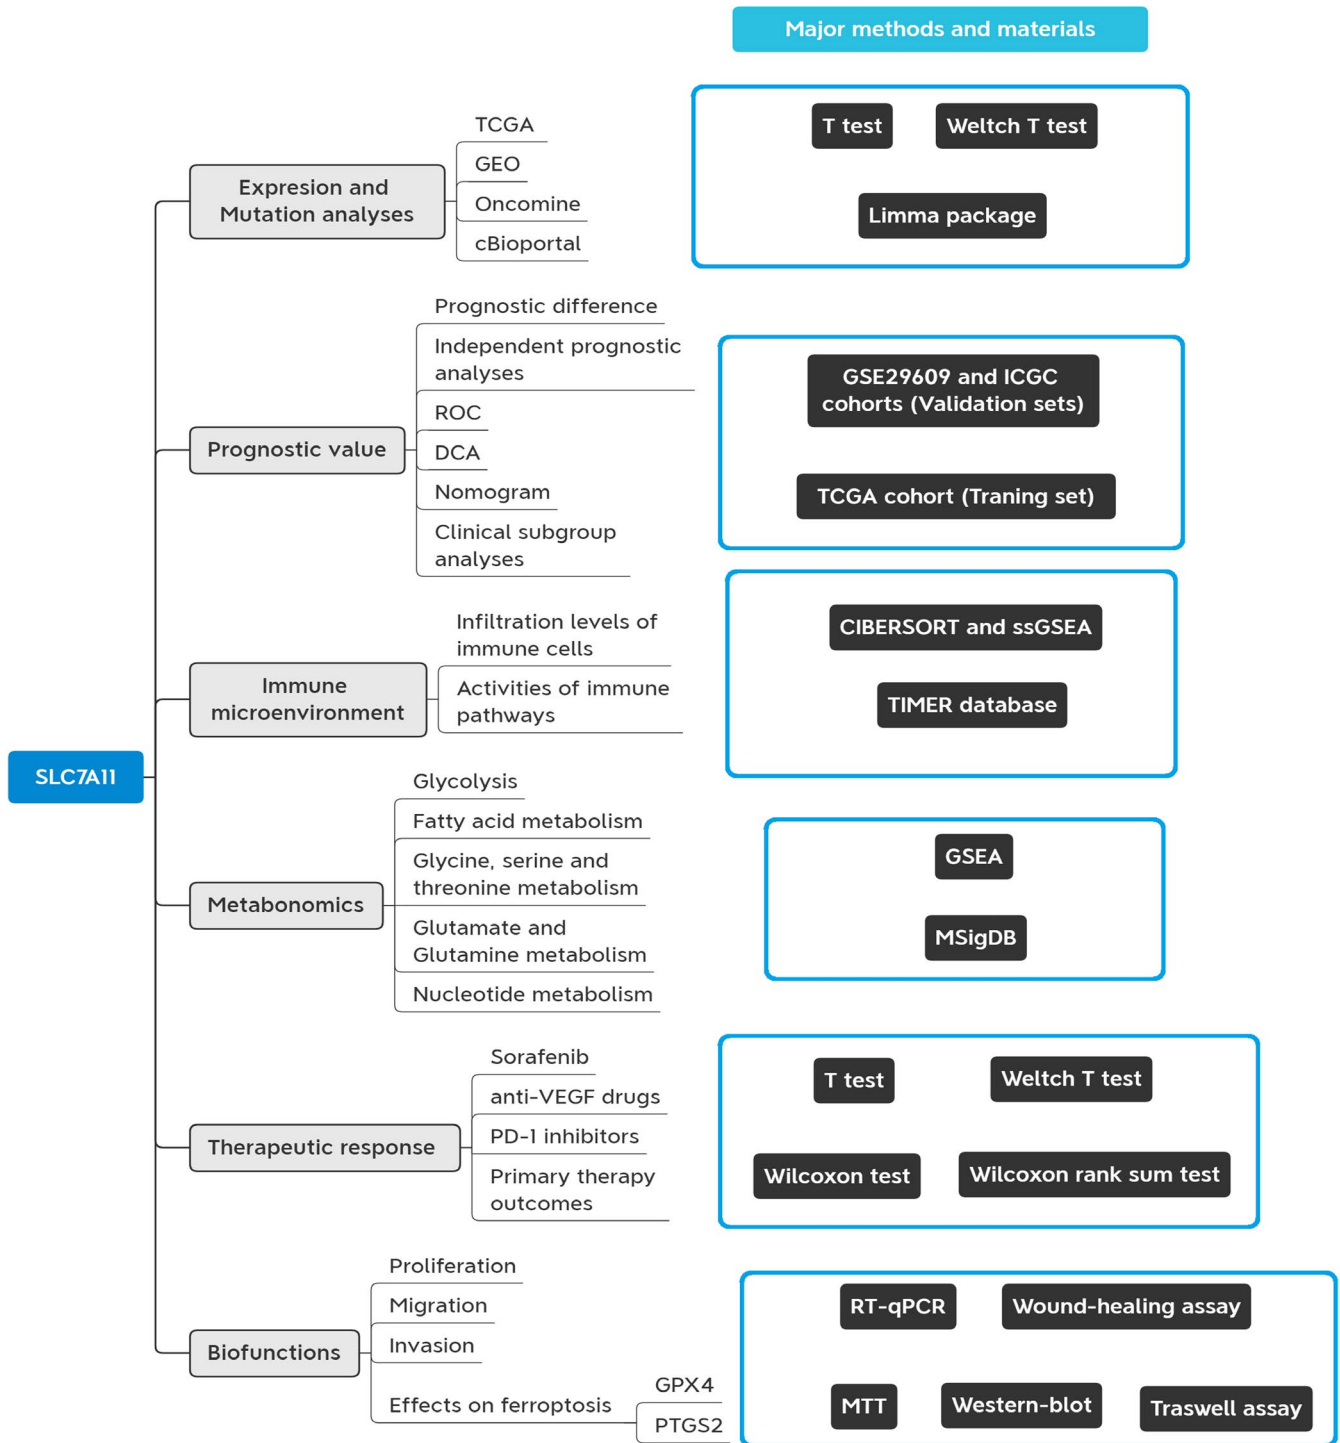 Major methods and materials
TCGA
GEO
Oncomine
cBioportal
Expresion and
Mutation analyses
T test
Weltch T test
Limma package
Prognostic difference
Independent prognostic
analyses
ROC
DCA
Nomogram
Clinical subgroup
analyses
Prognostic value
GSE29609 and ICGC
cohorts (Validation sets)
TCGA cohort (Traning set)
Infiltration levels of
immune cells
Activities of immune
pathways
Immune
microenvironment
CIBERSORT and ssGSEA
TIMER database
SLC7A11
Glycolysis
Fatty acid metabolism
Glycine, serine and
threonine metabolism
Glutamate and
Glutamine metabolism
Nucleotide metabolism
Metabonomics
GSEA
MSigDB
Sorafenib
anti-VEGF drugs
PD-1 inhibitors
Primary therapy
outcomes
Therapeutic response
T test
Weltch T test
Wilcoxon test
Wilcoxon rank sum test
Proliferation
Migration
Invasion
Effects on ferroptosis
GPX4
PTGS2
Biofunctions
RT-qPCR
Wound-healing assay
MTT
Western-blot
Traswell assay